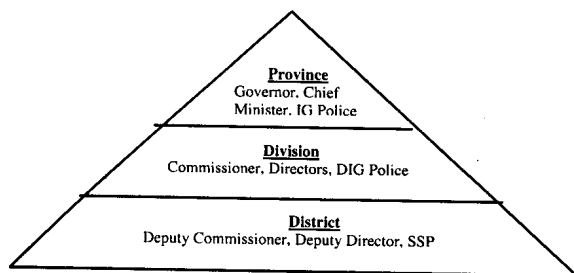 Province
Governor, Chief
Minister, IG Police
Division
Commissioner, Directors, DIG Police
District
Deputy Commissioner, Deputy Director, SSP